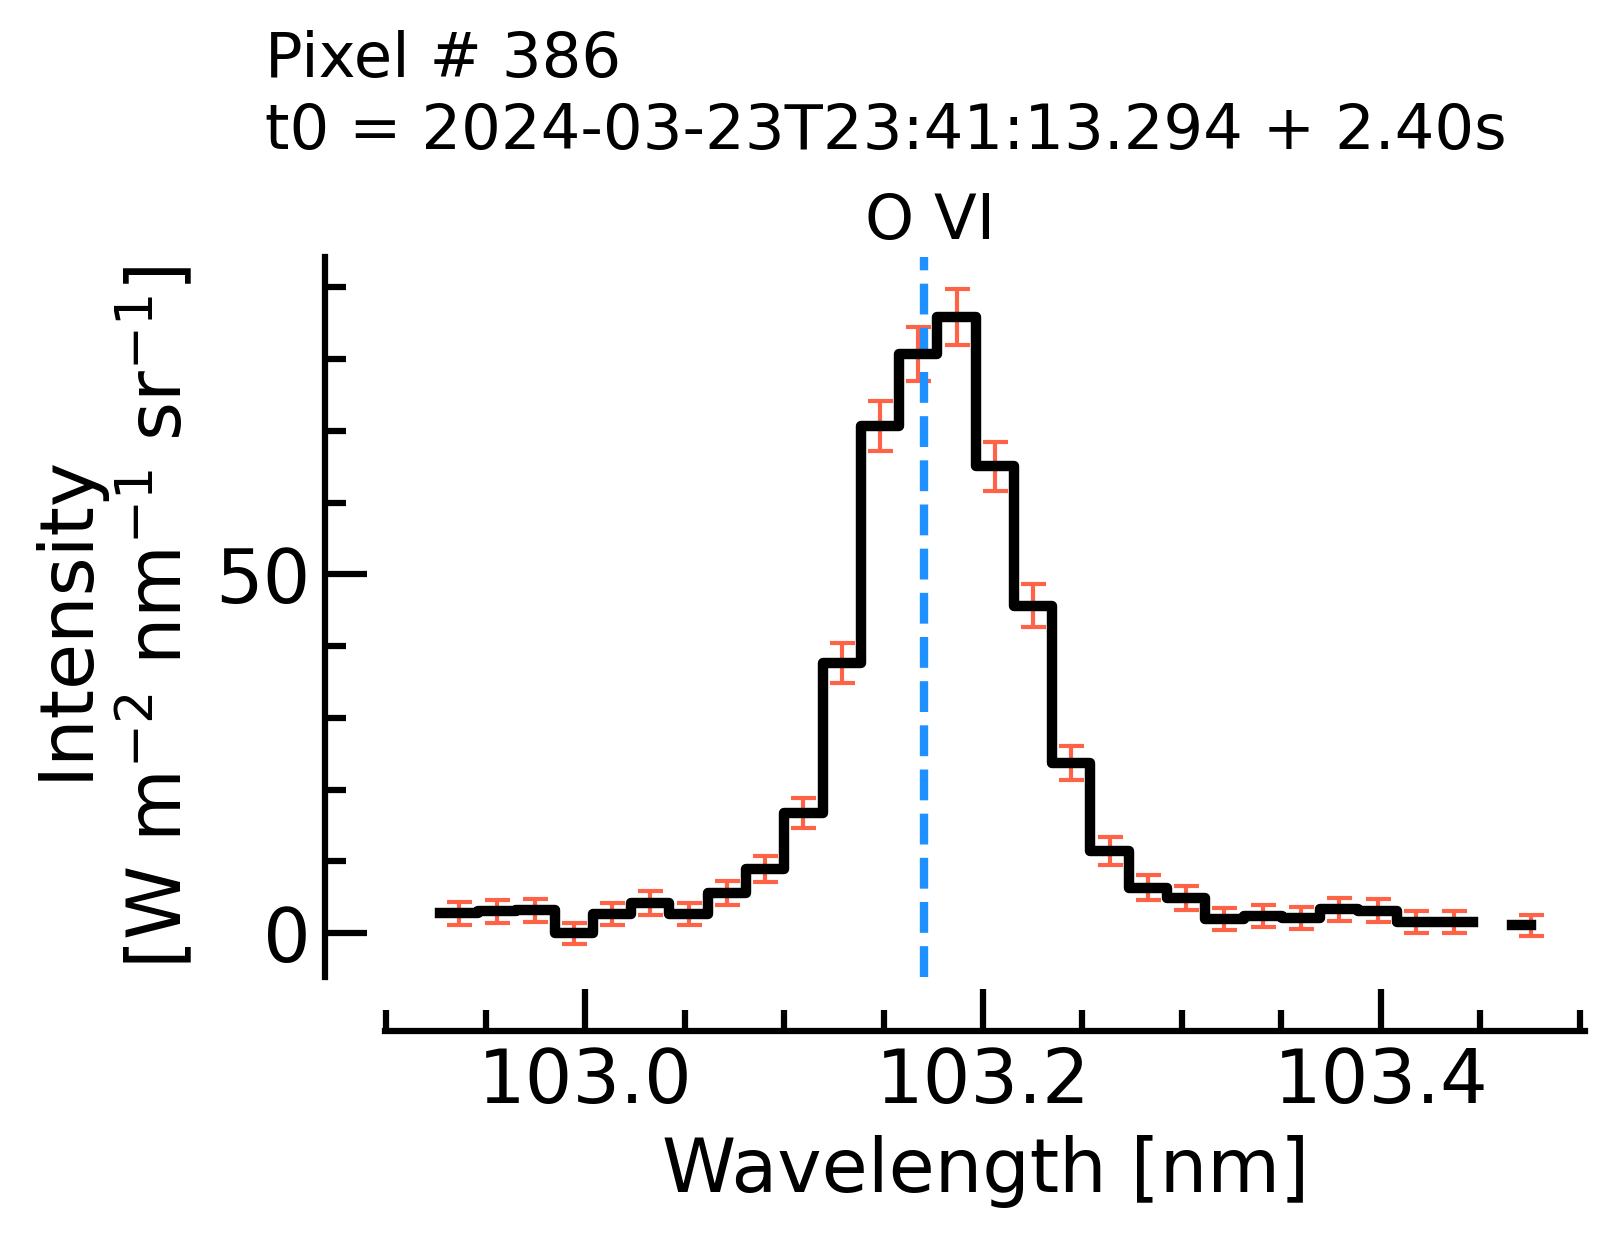 Pixel # 386
t0 = 2024-03-23T23:41:13.294 + 2.40s
O VI
Intensity
[W m⁻² nm⁻¹ sr⁻¹]
50
0
103.0 103.2 103.4
Wavelength [nm]